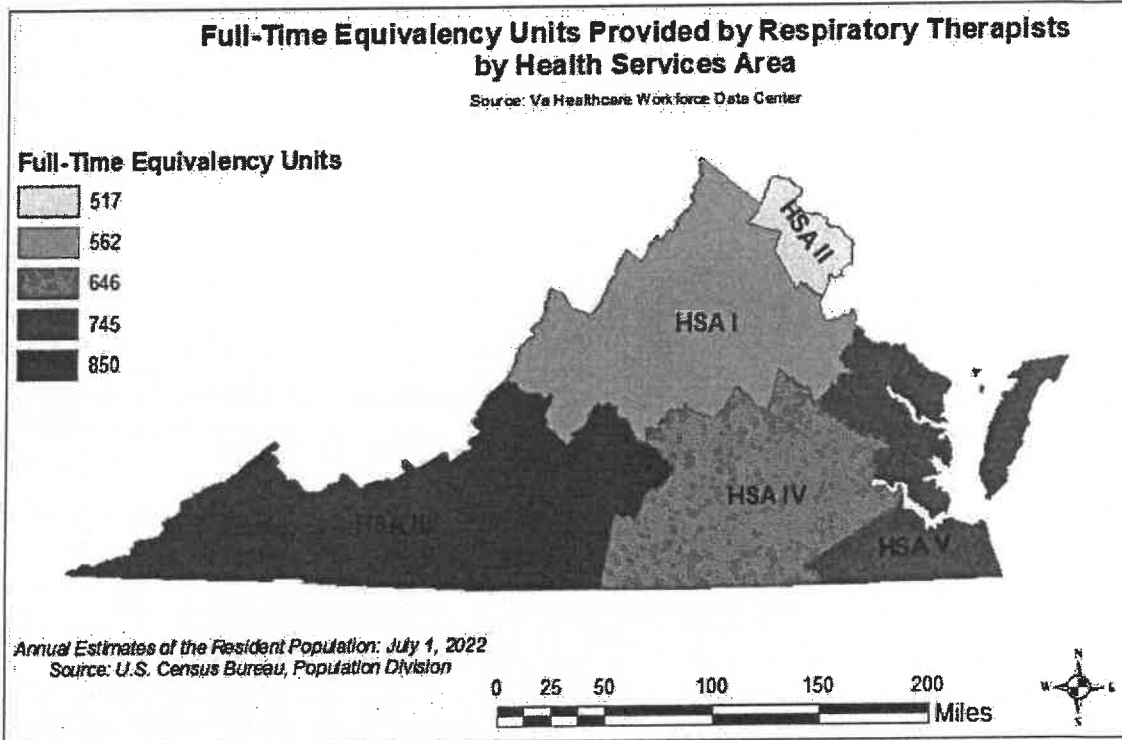 Full-Time Equivalency Units Provided by Respiratory Therapists
by Health Services Area
Source: Va Healthcare Workforce Data Center
Full-Time Equivalency Units
517
562
646
745
850
HSA II
HSA I
HSA IV
HSA III
HSA V
Annual Estimates of the Resident Population: July 1, 2022
Source: U.S. Census Bureau, Population Division
0 25 50 100 150 200
Miles
N
W E
S